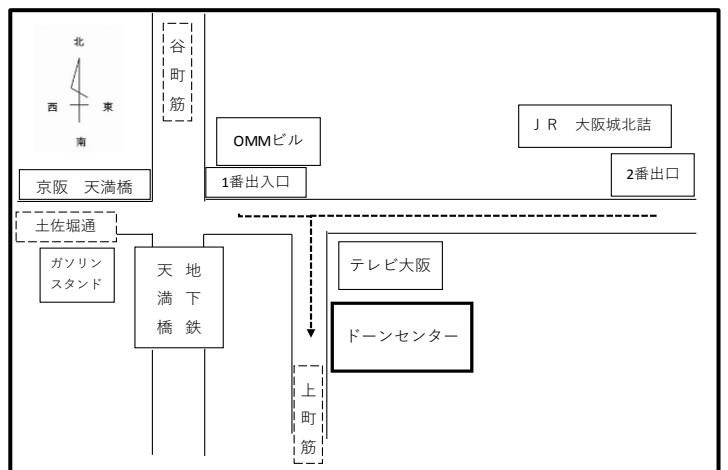 北
西 東
南
谷町筋
OMMビル
1番出入口
ＪＲ 大阪城北詰
2番出口
京阪 天満橋
土佐堀通
ガソリン
スタンド
地下鉄
天満橋
テレビ大阪
ドーンセンター
上町筋